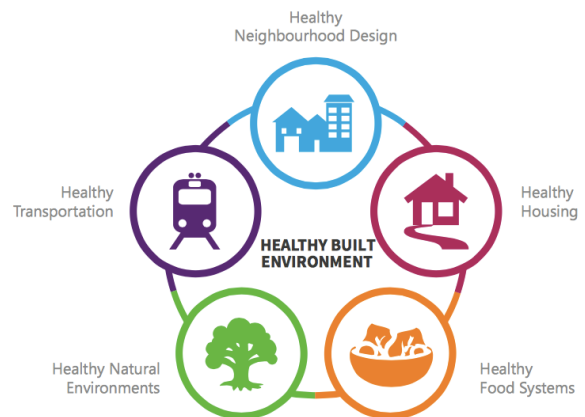 Healthy
Neighbourhood Design
Healthy
Transportation
Healthy
Housing
HEALTHY BUILT
ENVIRONMENT
Healthy Natural
Environments
Healthy
Food Systems